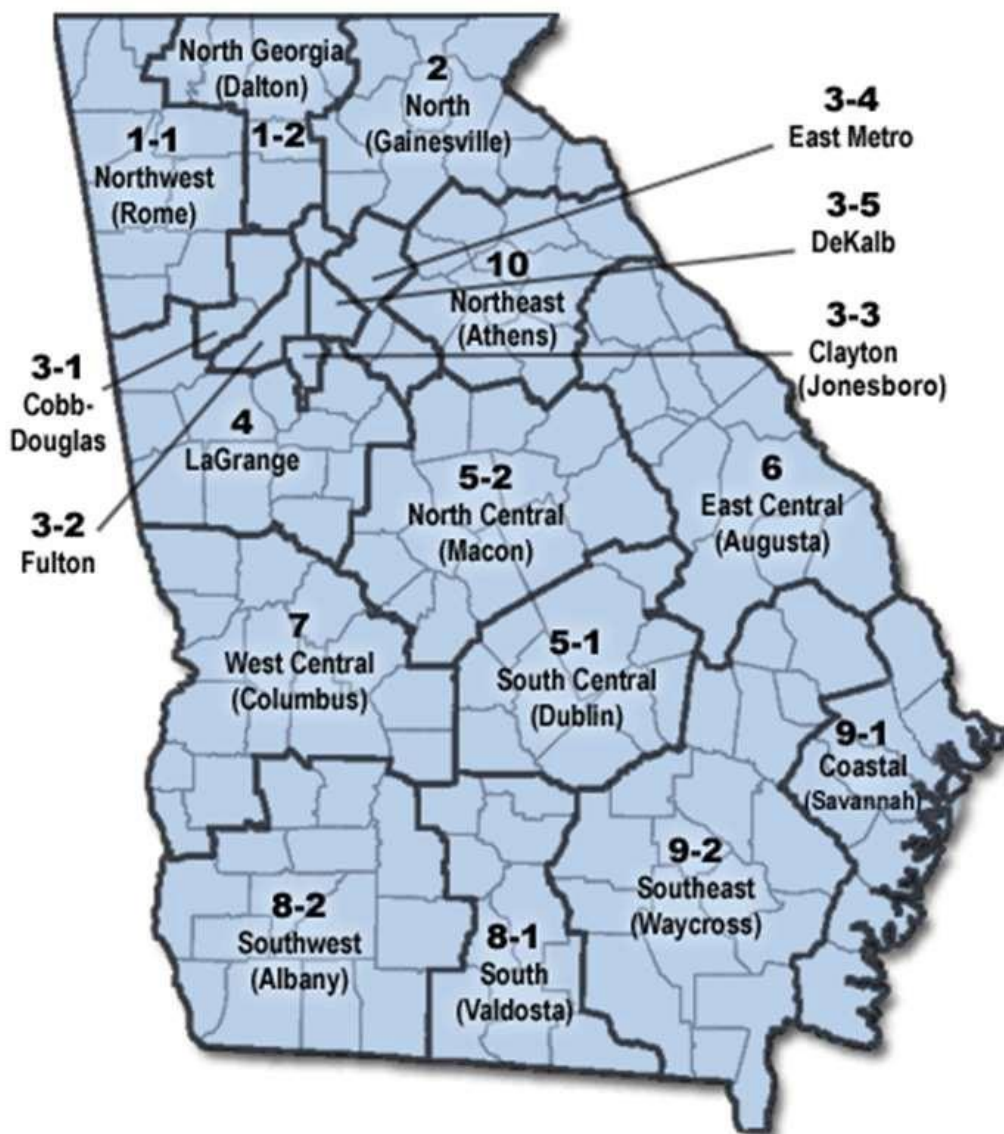 North Georgia
(Dalton)
1-2
2
North
(Gainesville)
3-4
East Metro
1-1
Northwest
(Rome)
3-5
DeKalb
10
Northeast
(Athens)
3-3
Clayton
(Jonesboro)
3-1
Cobb-
Douglas
4
LaGrange
3-2
Fulton
5-2
North Central
(Macon)
6
East Central
(Augusta)
7
West Central
(Columbus)
5-1
South Central
(Dublin)
9-1
Coastal
(Savannah)
9-2
Southeast
(Waycross)
8-2
Southwest
(Albany)
8-1
South
(Valdosta)